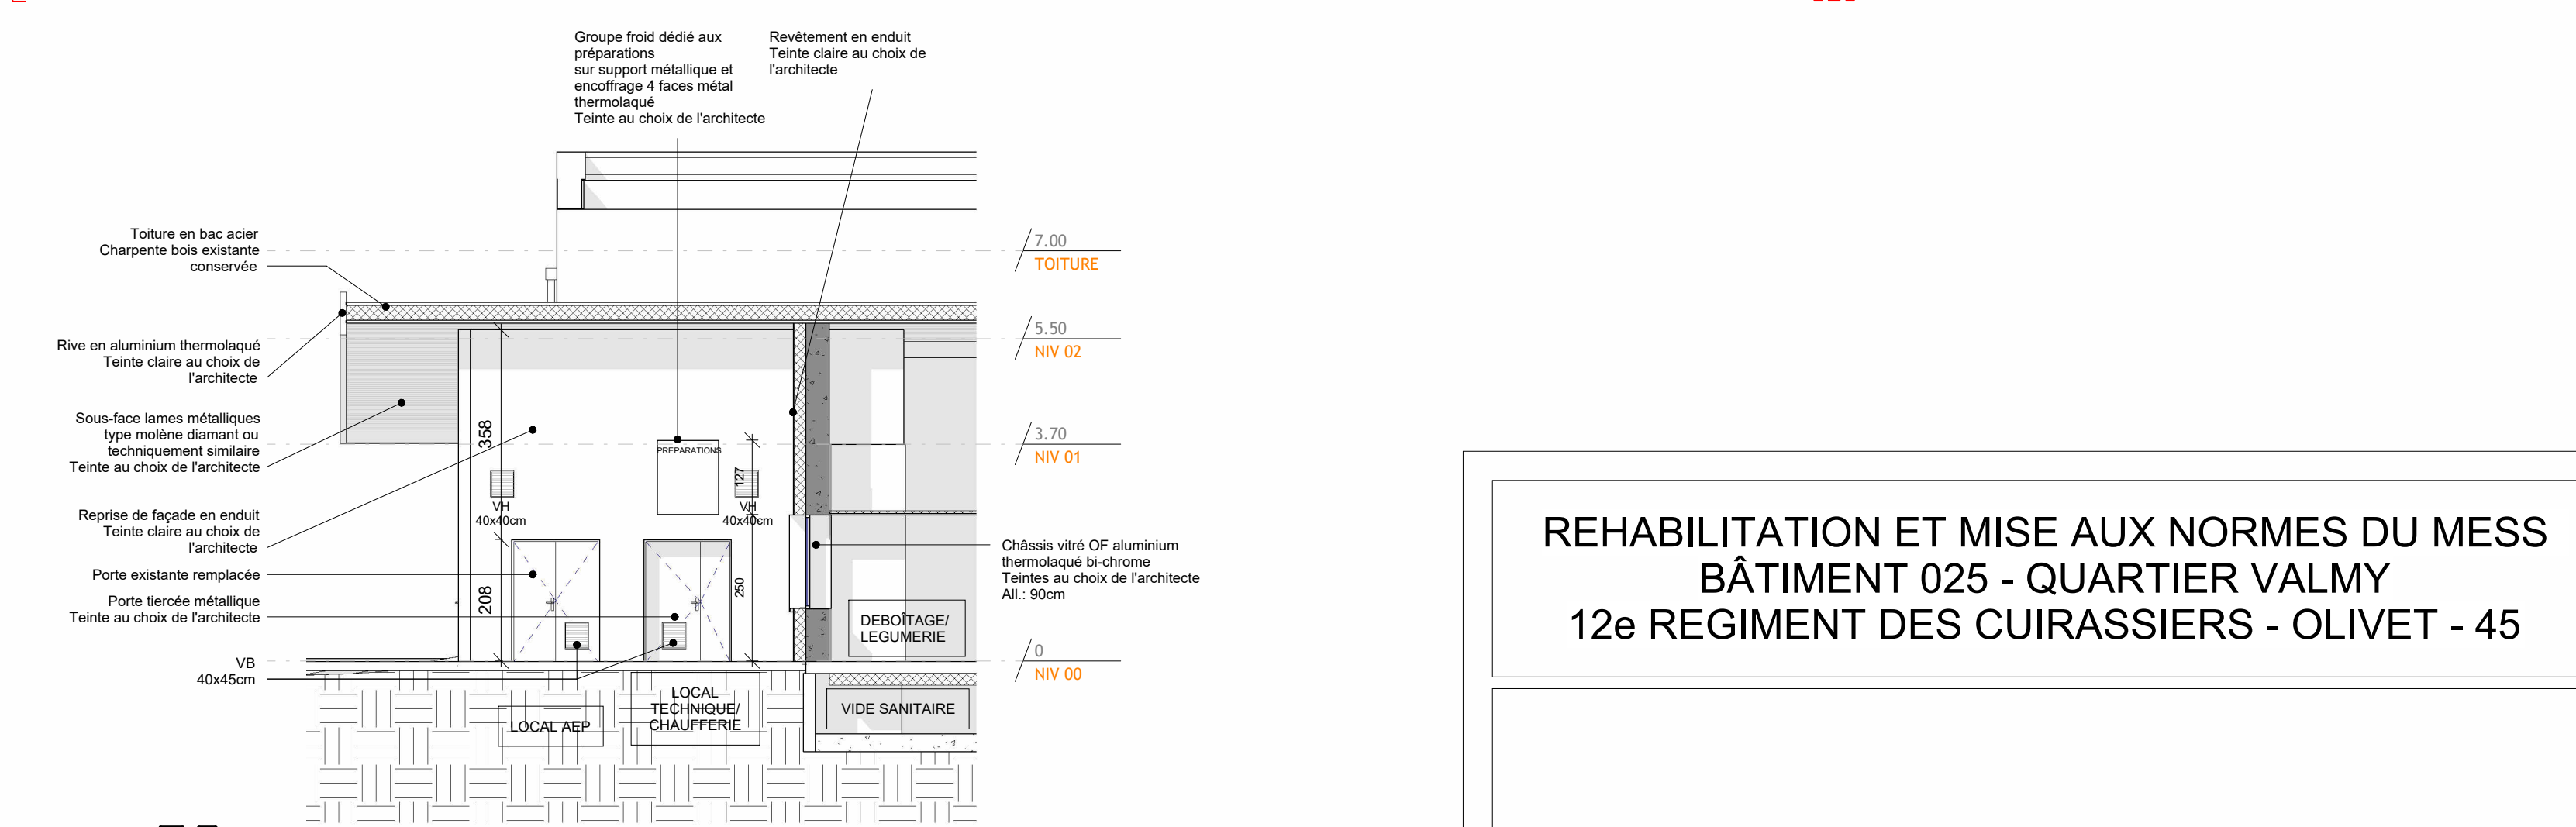 Groupe froid dédié aux
préparations
sur support métallique et
encoffrage 4 faces métal
thermolaqué
Teinte au choix de l'architecte
Revêtement en enduit
Teinte claire au choix de
l'architecte
Toiture en bac acier
Charpente bois existante
conservée
Rive en aluminium thermolaqué
Teinte claire au choix de
l'architecte
Sous-face lames métalliques
type molène diamant ou
techniquement similaire
Teinte au choix de l'architecte
Reprise de façade en enduit
Teinte claire au choix de
l'architecte
Porte existante remplacée
Porte tiercée métallique
Teinte au choix de l'architecte
VB
40x45cm
358
208
VH
40x40cm
PREPARATIONS
127
VH
40x40cm
250
LOCAL AEP
LOCAL
TECHNIQUE/
CHAUFFERIE
DEBOÎTAGE/
LEGUMERIE
VIDE SANITAIRE
7.00
TOITURE
5.50
NIV 02
3.70
NIV 01
Châssis vitré OF aluminium
thermolaqué bi-chrome
Teintes au choix de l'architecte
All.: 90cm
0
NIV 00
REHABILITATION ET MISE AUX NORMES DU MESS
BÂTIMENT 025 - QUARTIER VALMY
12e REGIMENT DES CUIRASSIERS - OLIVET - 45